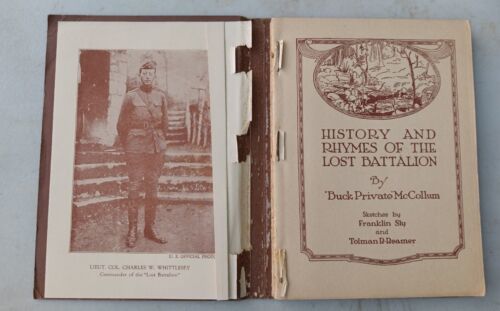 U. S. OFFICIAL PHOTO
LIEUT. COL. CHARLES W. WHITTLESEY
Commander of the "Lost Battalion"
HISTORY AND
RHYMES OF THE
LOST BATTALION
By
"Buck Private" McCollum
Sketches by
Franklin Sly
and
Tolman R. Reamer